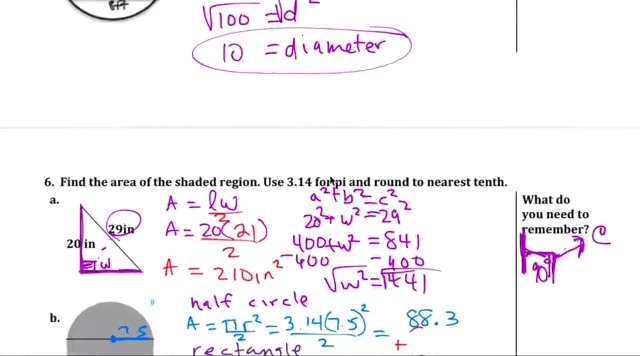 8ft
√100 = √d²
10 = diameter
6. Find the area of the shaded region. Use 3.14 for pi and round to nearest tenth.
a.
29in
20 in
w
A = lw/2
A = 20(21)/2
A = 210in²
a²+b²=c²
20²+w²=29²
400+w² = 841
-400 -400
√w² = √441
What do
you need to
remember?
C
90°
b.
7.5
half circle
A = πr²/2 = 3.14(7.5)²/2 = 88.3
+
rectangle